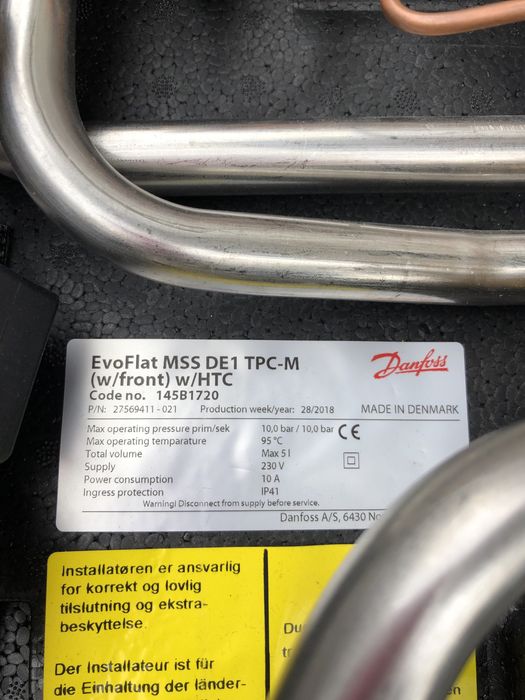 EvoFlat MSS DE1 TPC-M
(w/front) w/HTC
Code no. 145B1720
P/N: 27569411 - 021 Production week/year: 28/2018
Danfoss
MADE IN DENMARK
Max operating pressure prim/sek 10,0 bar / 10,0 bar CE
Max operating temparature 95 °C
Total volume Max 5 l
Supply 230 V
Power consumption 10 A
Ingress protection IP41
Warning! Disconnect from supply before service.
Danfoss A/S, 6430
Installatøren er ansvarlig
for korrekt og lovlig
tilslutning og ekstra-
beskyttelse.
Der Installateur ist für
die Einhaltung der länder-